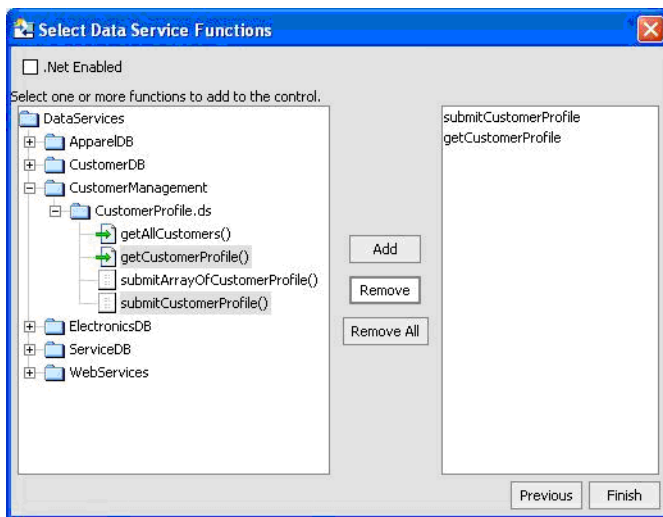 Select Data Service Functions
.Net Enabled
Select one or more functions to add to the control.
DataServices
ApparelDB
CustomerDB
CustomerManagement
CustomerProfile.ds
getAllCustomers()
getCustomerProfile()
submitArrayOfCustomerProfile()
submitCustomerProfile()
ElectronicsDB
ServiceDB
WebServices
Add
Remove
Remove All
submitCustomerProfile
getCustomerProfile
Previous
Finish